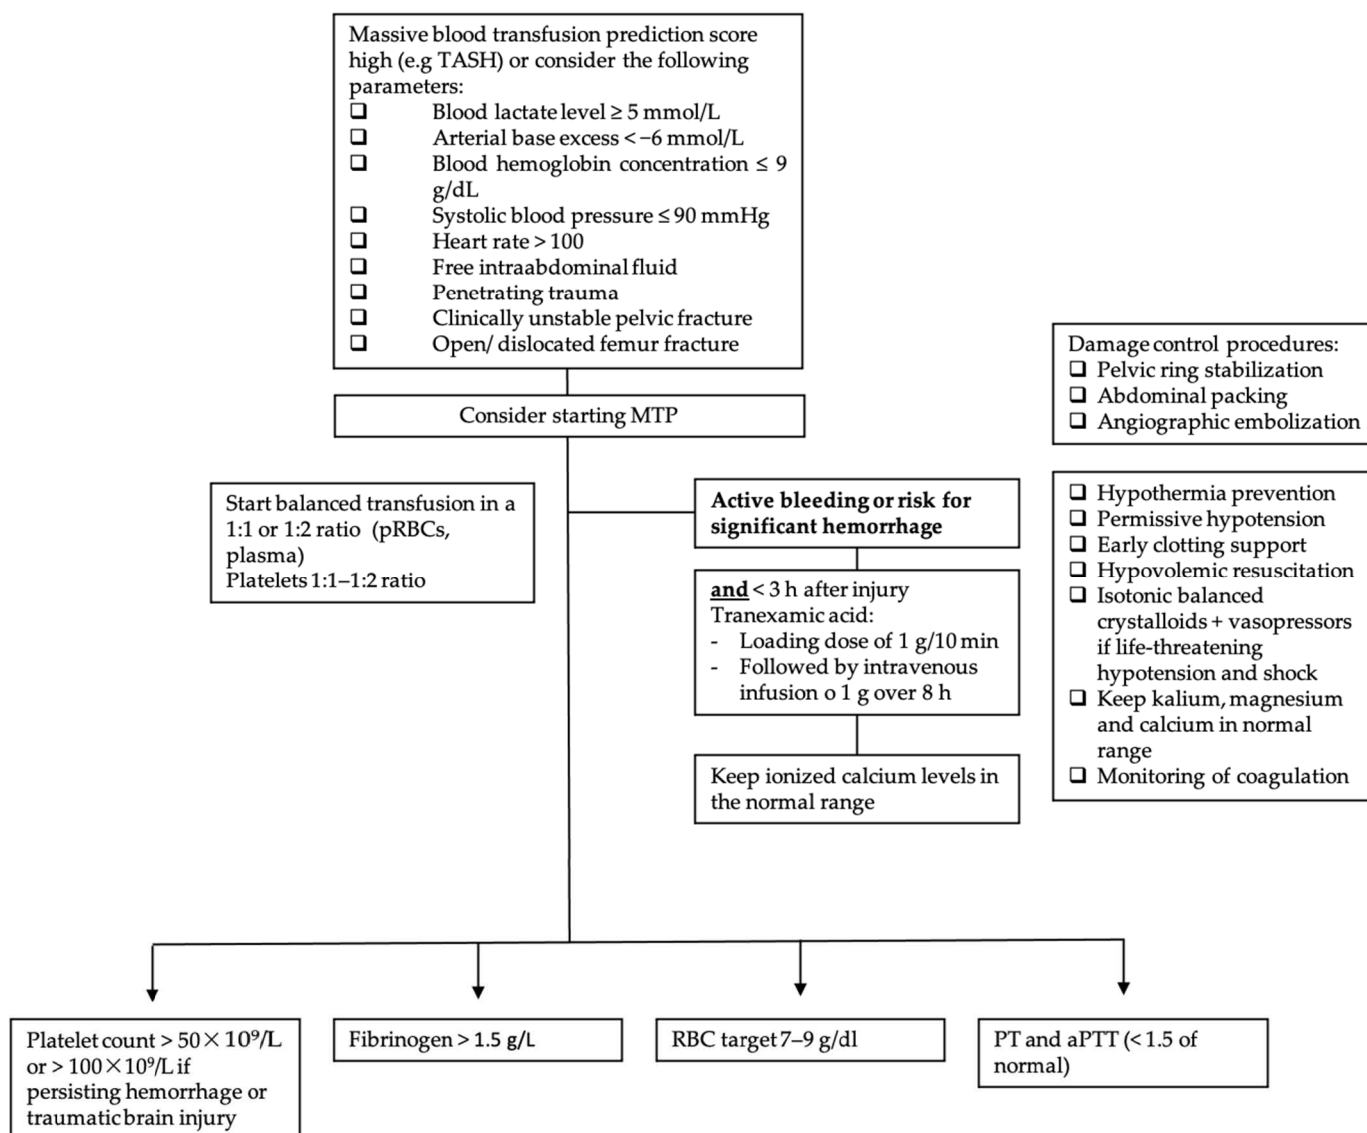 Massive blood transfusion prediction score
high (e.g TASH) or consider the following
parameters:
❑ Blood lactate level ≥ 5 mmol/L
❑ Arterial base excess < −6 mmol/L
❑ Blood hemoglobin concentration ≤ 9
g/dL
❑ Systolic blood pressure ≤ 90 mmHg
❑ Heart rate > 100
❑ Free intraabdominal fluid
❑ Penetrating trauma
❑ Clinically unstable pelvic fracture
❑ Open/ dislocated femur fracture
Consider starting MTP
Start balanced transfusion in a
1:1 or 1:2 ratio (pRBCs,
plasma)
Platelets 1:1–1:2 ratio
Active bleeding or risk for
significant hemorrhage
and < 3 h after injury
Tranexamic acid:
- Loading dose of 1 g/10 min
- Followed by intravenous
infusion o 1 g over 8 h
Keep ionized calcium levels in
the normal range
Damage control procedures:
❑ Pelvic ring stabilization
❑ Abdominal packing
❑ Angiographic embolization
❑ Hypothermia prevention
❑ Permissive hypotension
❑ Early clotting support
❑ Hypovolemic resuscitation
❑ Isotonic balanced
crystalloids + vasopressors
if life-threatening
hypotension and shock
❑ Keep kalium, magnesium
and calcium in normal
range
❑ Monitoring of coagulation
Platelet count > 50 × 10⁹/L
or > 100 × 10⁹/L if
persisting hemorrhage or
traumatic brain injury
Fibrinogen > 1.5 g/L
RBC target 7–9 g/dl
PT and aPTT (< 1.5 of
normal)